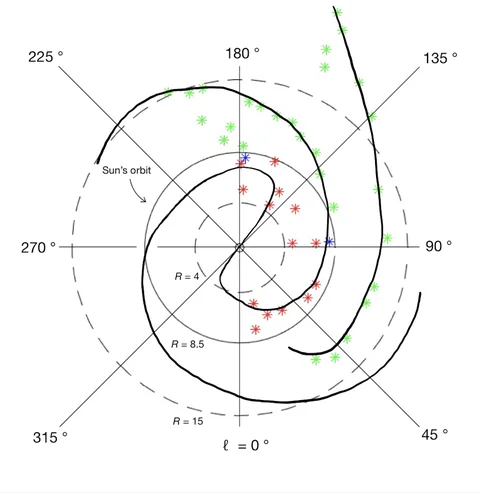 180 °
225 °
135 °
Sun's orbit
270 °
90 °
R = 4
R = 8.5
R = 15
315 °
ℓ = 0 °
45 °